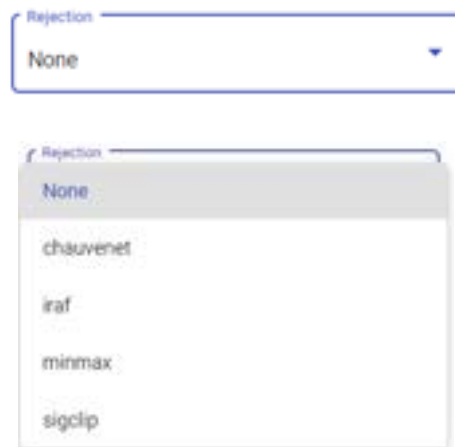 Rejection
None
Rejection
None
chauvenet
iraf
minmax
sigclip